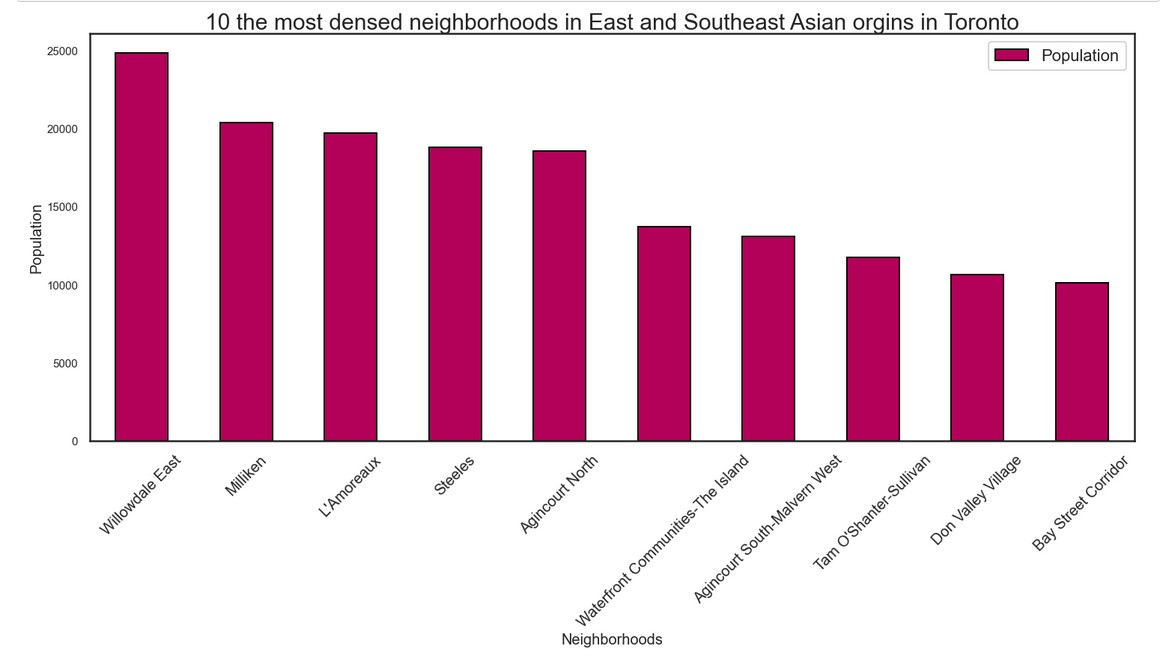 10 the most densed neighborhoods in East and Southeast Asian orgins in Toronto
Population
Population
25000
20000
15000
10000
5000
0
Willowdale East
Milliken
L'Amoreaux
Steeles
Agincourt North
Waterfront Communities-The Island
Agincourt South-Malvern West
Tam O'Shanter-Sullivan
Don Valley Village
Bay Street Corridor
Neighborhoods